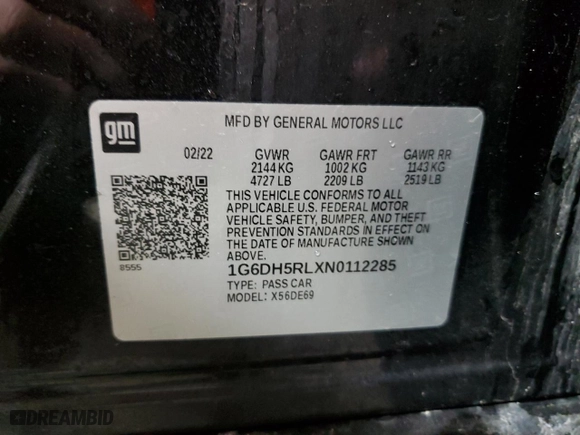 gm
MFD BY GENERAL MOTORS LLC
02/22 GVWR GAWR FRT GAWR RR
2144 KG 1002 KG 1143 KG
4727 LB 2209 LB 2519 LB
THIS VEHICLE CONFORMS TO ALL
APPLICABLE U.S. FEDERAL MOTOR
VEHICLE SAFETY, BUMPER, AND THEFT
PREVENTION STANDARDS IN EFFECT ON
THE DATE OF MANUFACTURE SHOWN
ABOVE.
8555
1G6DH5RLXN0112285
TYPE: PASS CAR
MODEL: X56DE69
DREAMBID